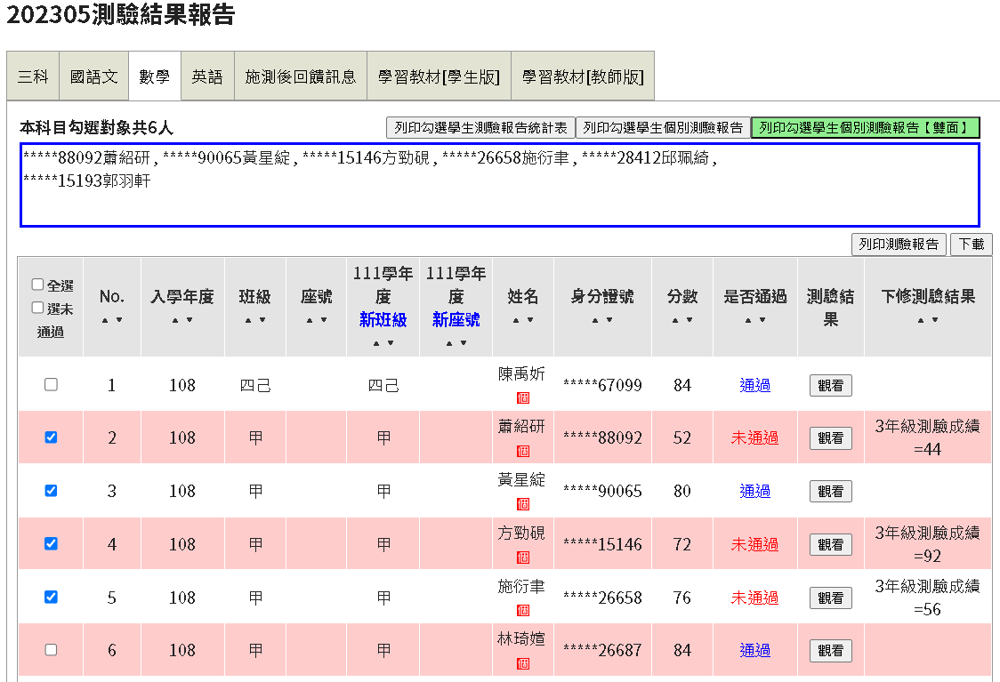 202305測驗結果報告
三科 國語文 數學 英語 施測後回饋訊息 學習教材[學生版] 學習教材[教師版]
本科目勾選對象共6人 列印勾選學生測驗報告統計表 列印勾選學生個別測驗報告 列印勾選學生個別測驗報告【雙面】
*****88092蕭紹研 , *****90065黃星綻 , *****15146方勁硯 , *****26658施衍聿 , *****28412邱珮綺 ,
*****15193郭羽軒
列印測驗報告 下載
全選 選未通過 No. 入學年度 班級 座號 111學年度 新班級 111學年度 新座號 姓名 身分證號 分數 是否通過 測驗結果 下修測驗結果
1 108 四己 四己 陳禹妡 個 *****67099 84 通過 觀看
2 108 甲 甲 蕭紹研 個 *****88092 52 未通過 觀看 3年級測驗成績=44
3 108 甲 甲 黃星綻 個 *****90065 80 通過 觀看
4 108 甲 甲 方勁硯 個 *****15146 72 未通過 觀看 3年級測驗成績=92
5 108 甲 甲 施衍聿 個 *****26658 76 未通過 觀看 3年級測驗成績=56
6 108 甲 甲 林琦媗 個 *****26687 84 通過 觀看